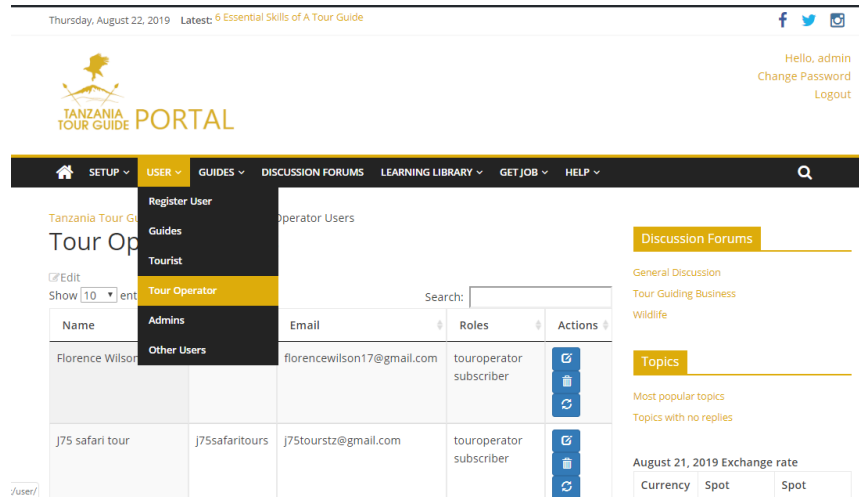 Thursday, August 22, 2019 Latest: 6 Essential Skills of A Tour Guide
Hello, admin
Change Password
Logout
TANZANIA
TOUR GUIDE PORTAL
SETUP USER GUIDES DISCUSSION FORUMS LEARNING LIBRARY GET JOB HELP
Register User
Guides
Tourist
Tour Operator
Admins
Other Users
Tanzania Tour Gu
Operator Users
Tour Op
Edit
Show 10 ent
Search:
Name Email Roles Actions
Florence Wilson florencewilson17@gmail.com touroperator
subscriber
J75 safari tour j75safaritours j75tourstz@gmail.com touroperator
subscriber
Discussion Forums
General Discussion
Tour Guiding Business
Wildlife
Topics
Most popular topics
Topics with no replies
August 21, 2019 Exchange rate
Currency Spot Spot
:/user/